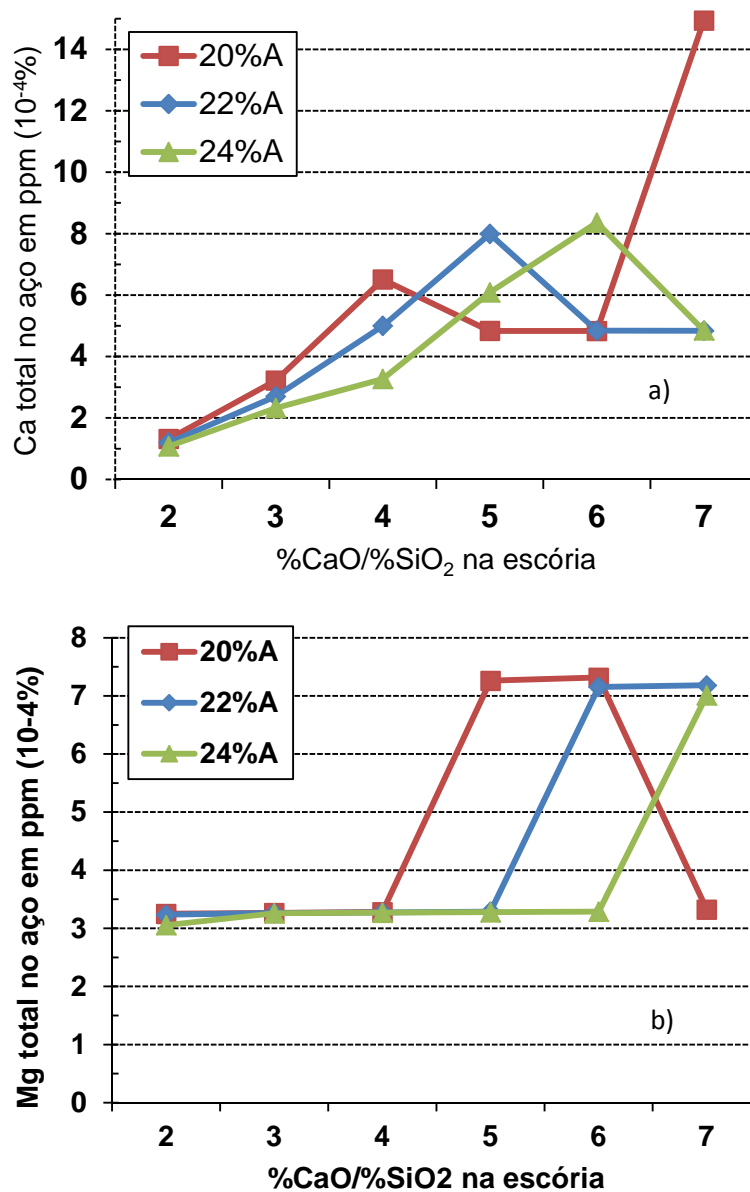 Ca total no aço em ppm (10⁻⁴%)
14
12
10
8
6
4
2
0
20%A
22%A
24%A
a)
2 3 4 5 6 7
%CaO/%SiO₂ na escória
Mg total no aço em ppm (10-4%)
8
7
6
5
4
3
2
1
0
20%A
22%A
24%A
b)
2 3 4 5 6 7
%CaO/%SiO2 na escória